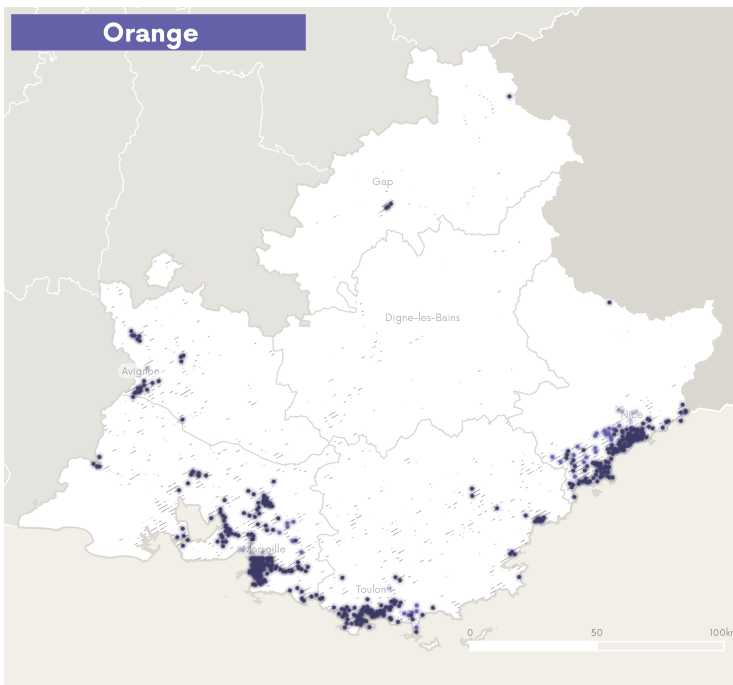 Orange
Gap
Digne-les-Bains
Avignon
Nice
Marseille
Toulon
0 50 100km